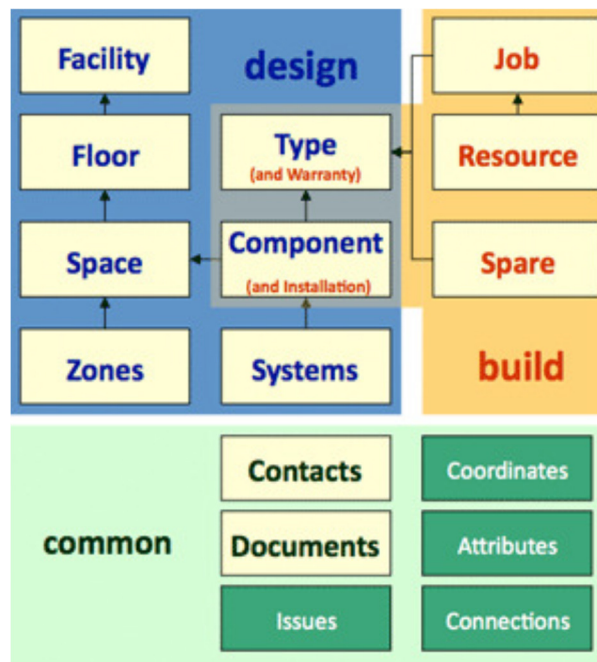 Facility
design
Job
Floor
Type
(and Warranty)
Resource
Space
Component
(and Installation)
Spare
Zones
Systems
build
Contacts
Coordinates
common
Documents
Attributes
Issues
Connections